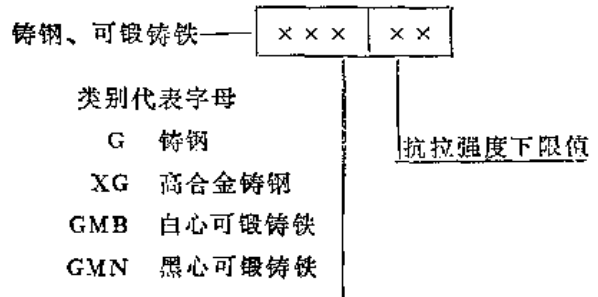 铸钢、可锻铸铁
××× ××
类别代表字母
G 铸钢
抗拉强度下限值
XG 高合金铸钢
GMB 白心可锻铸铁
GMN 黑心可锻铸铁